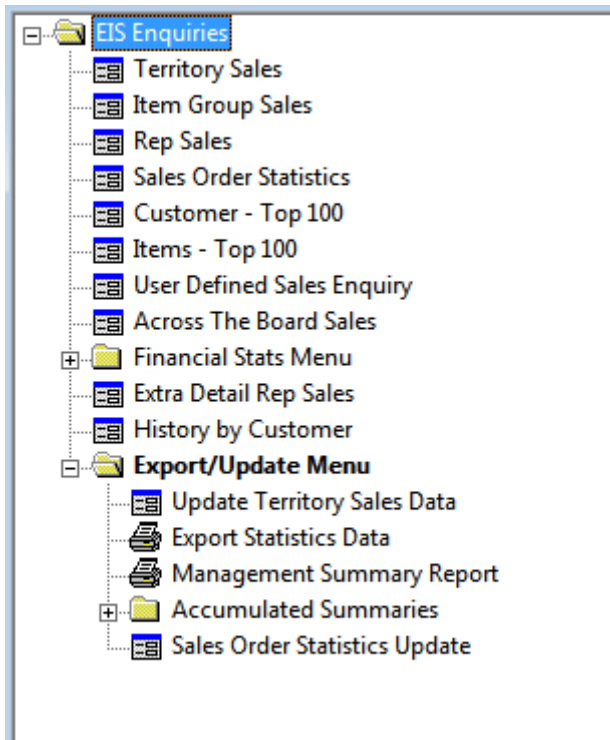 EIS Enquiries
Territory Sales
Item Group Sales
Rep Sales
Sales Order Statistics
Customer - Top 100
Items - Top 100
User Defined Sales Enquiry
Across The Board Sales
Financial Stats Menu
Extra Detail Rep Sales
History by Customer
Export/Update Menu
Update Territory Sales Data
Export Statistics Data
Management Summary Report
Accumulated Summaries
Sales Order Statistics Update